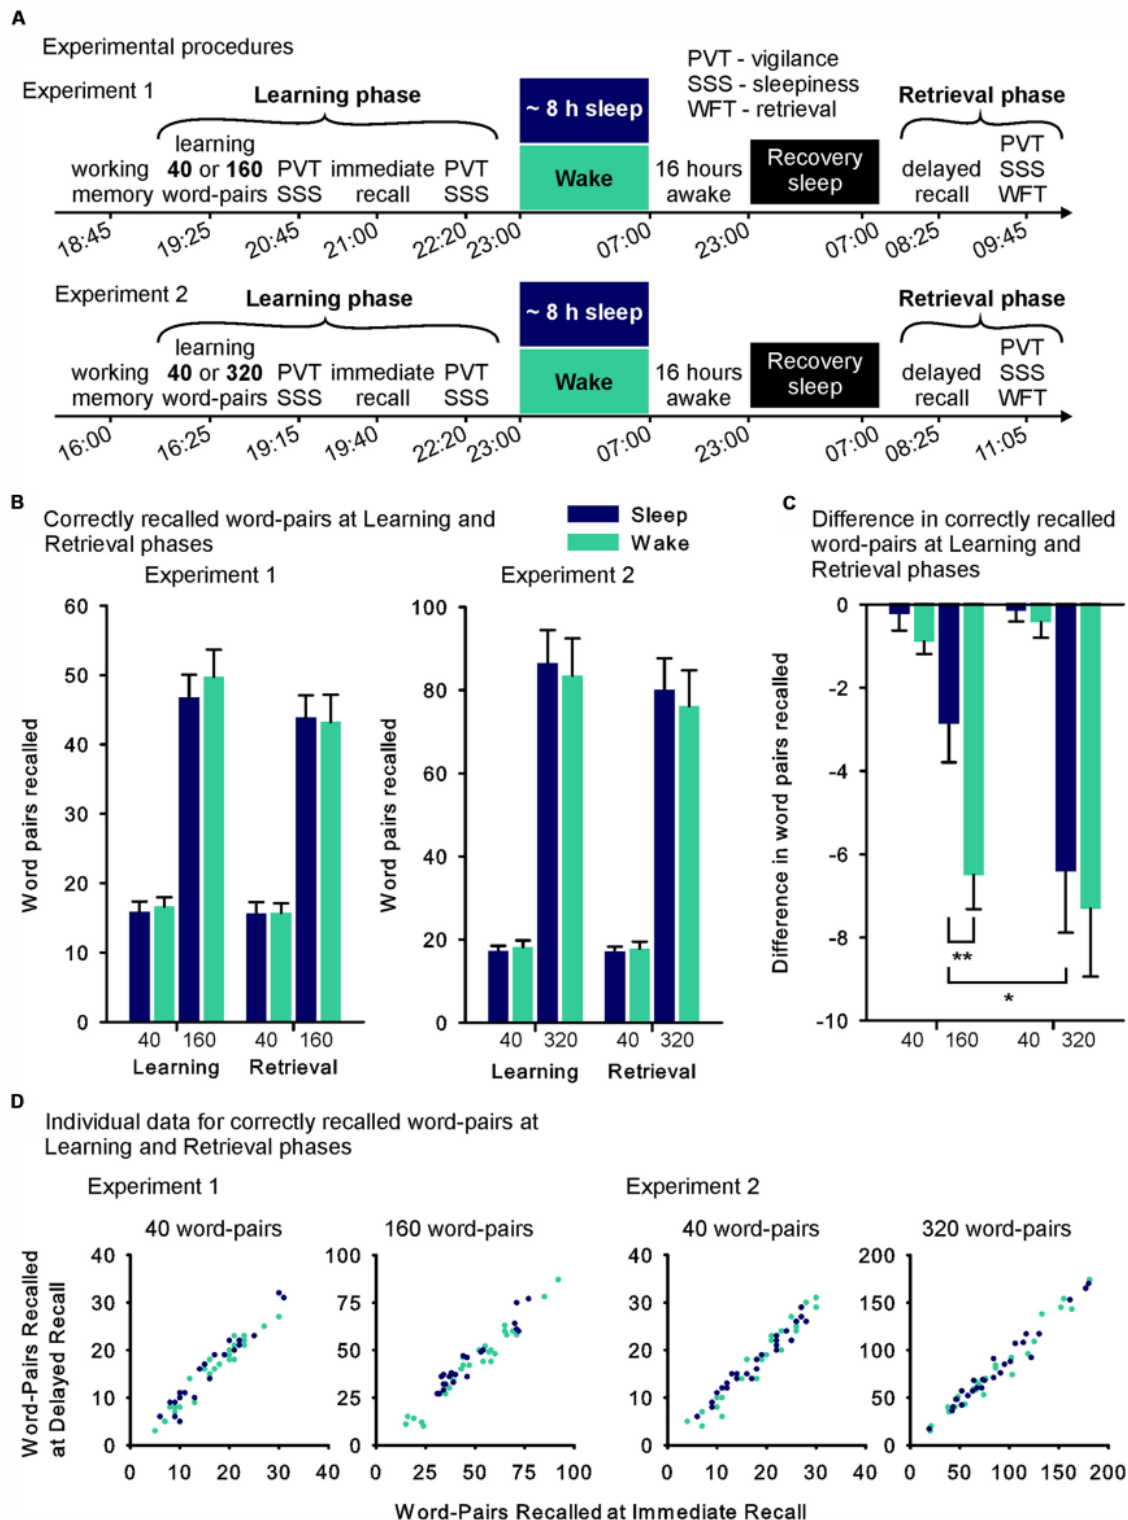 A
Experimental procedures
PVT - vigilance
SSS - sleepiness
WFT - retrieval
Experiment 1
Learning phase
~ 8 h sleep
Wake
Retrieval phase
working
memory
learning
40 or 160
word-pairs
PVT
SSS
immediate
recall
PVT
SSS
16 hours
awake
Recovery
sleep
delayed
recall
PVT
SSS
WFT
18:45
19:25
20:45
21:00
22:20
23:00
07:00
23:00
07:00
08:25
09:45
Experiment 2
Learning phase
~ 8 h sleep
Wake
Retrieval phase
working
memory
learning
40 or 320
word-pairs
PVT
SSS
immediate
recall
PVT
SSS
16 hours
awake
Recovery
sleep
delayed
recall
PVT
SSS
WFT
16:00
16:25
19:15
19:40
22:20
23:00
07:00
23:00
07:00
08:25
11:05
B
Correctly recalled word-pairs at Learning and
Retrieval phases
Sleep
Wake
Experiment 1
Word pairs recalled
60
50
40
30
20
10
0
40 160 40 160
Learning Retrieval
Experiment 2
Word pairs recalled
100
80
60
40
20
0
40 320 40 320
Learning Retrieval
C
Difference in correctly recalled
word-pairs at Learning and
Retrieval phases
Difference in word pairs recalled
0
-2
-4
-6
-8
-10
**
*
40 160 40 320
D
Individual data for correctly recalled word-pairs at
Learning and Retrieval phases
Experiment 1
Experiment 2
Word-Pairs Recalled
at Delayed Recall
40 word-pairs
40
30
20
10
0
0 10 20 30 40
160 word-pairs
100
75
50
25
0
0 25 50 75 100
40 word-pairs
40
30
20
10
0
0 10 20 30 40
320 word-pairs
200
150
100
50
0
0 50 100 150 200
Word-Pairs Recalled at Immediate Recall